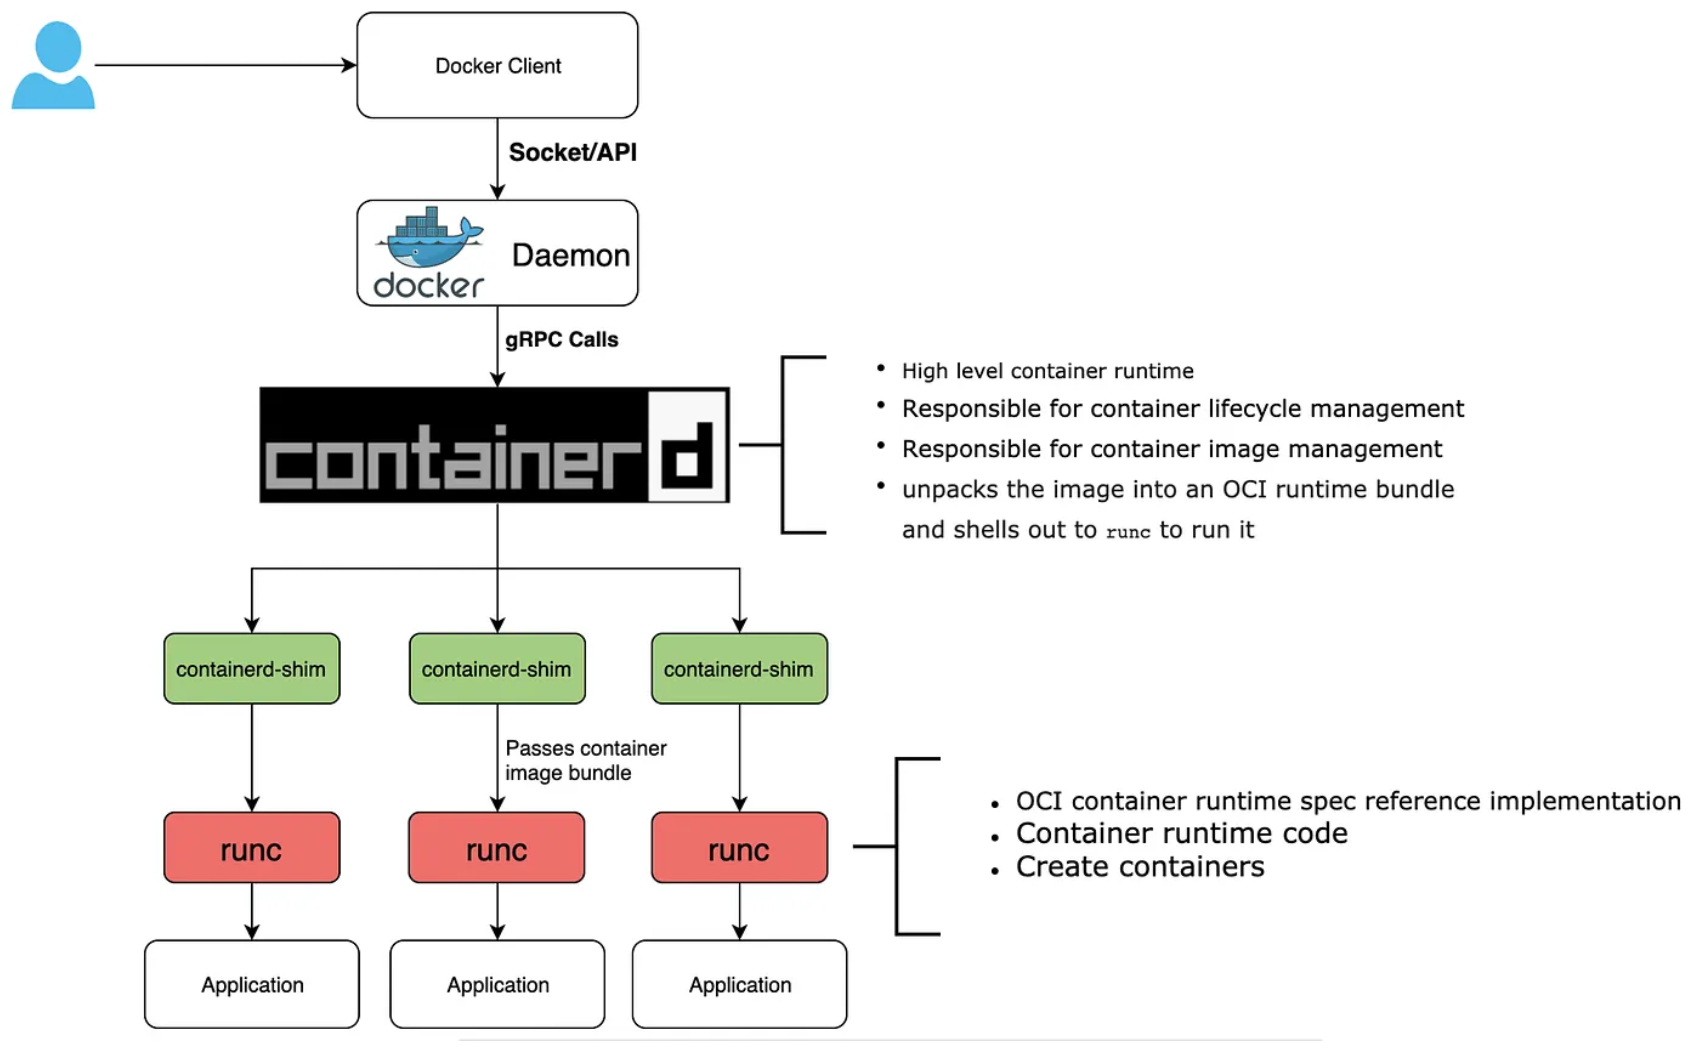 Docker Client
Socket/API
docker
Daemon
gRPC Calls
containerd
• High level container runtime
• Responsible for container lifecycle management
• Responsible for container image management
• unpacks the image into an OCI runtime bundle
and shells out to runc to run it
containerd-shim
containerd-shim
containerd-shim
Passes container
image bundle
runc
runc
runc
• OCI container runtime spec reference implementation
• Container runtime code
• Create containers
Application
Application
Application